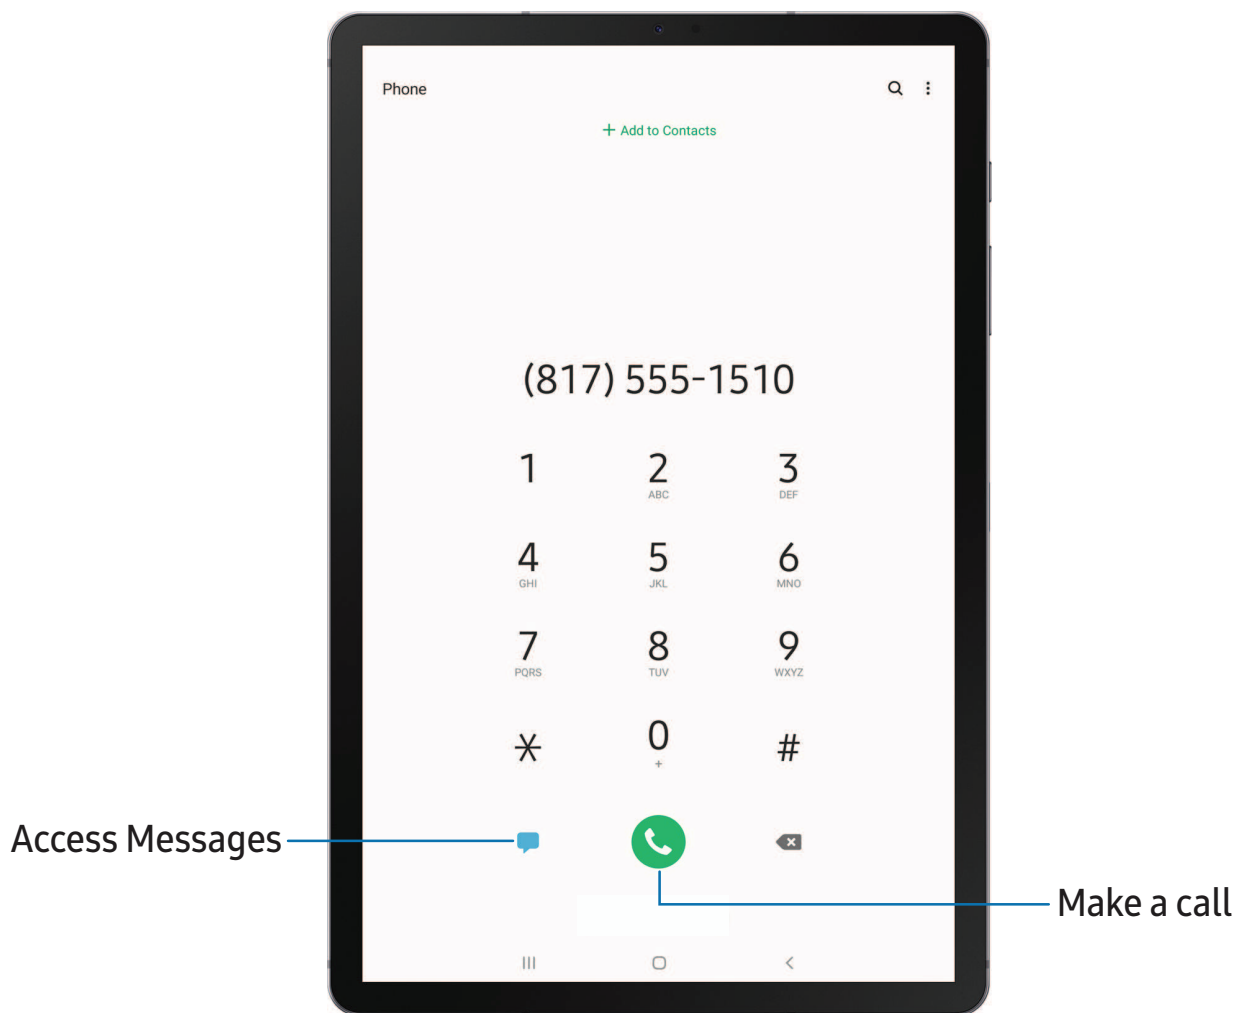 Phone
+ Add to Contacts
(817) 555-1510
1 2 3
ABC DEF
4 5 6
GHI JKL MNO
7 8 9
PQRS TUV WXYZ
* 0 #
+
Access Messages
Make a call